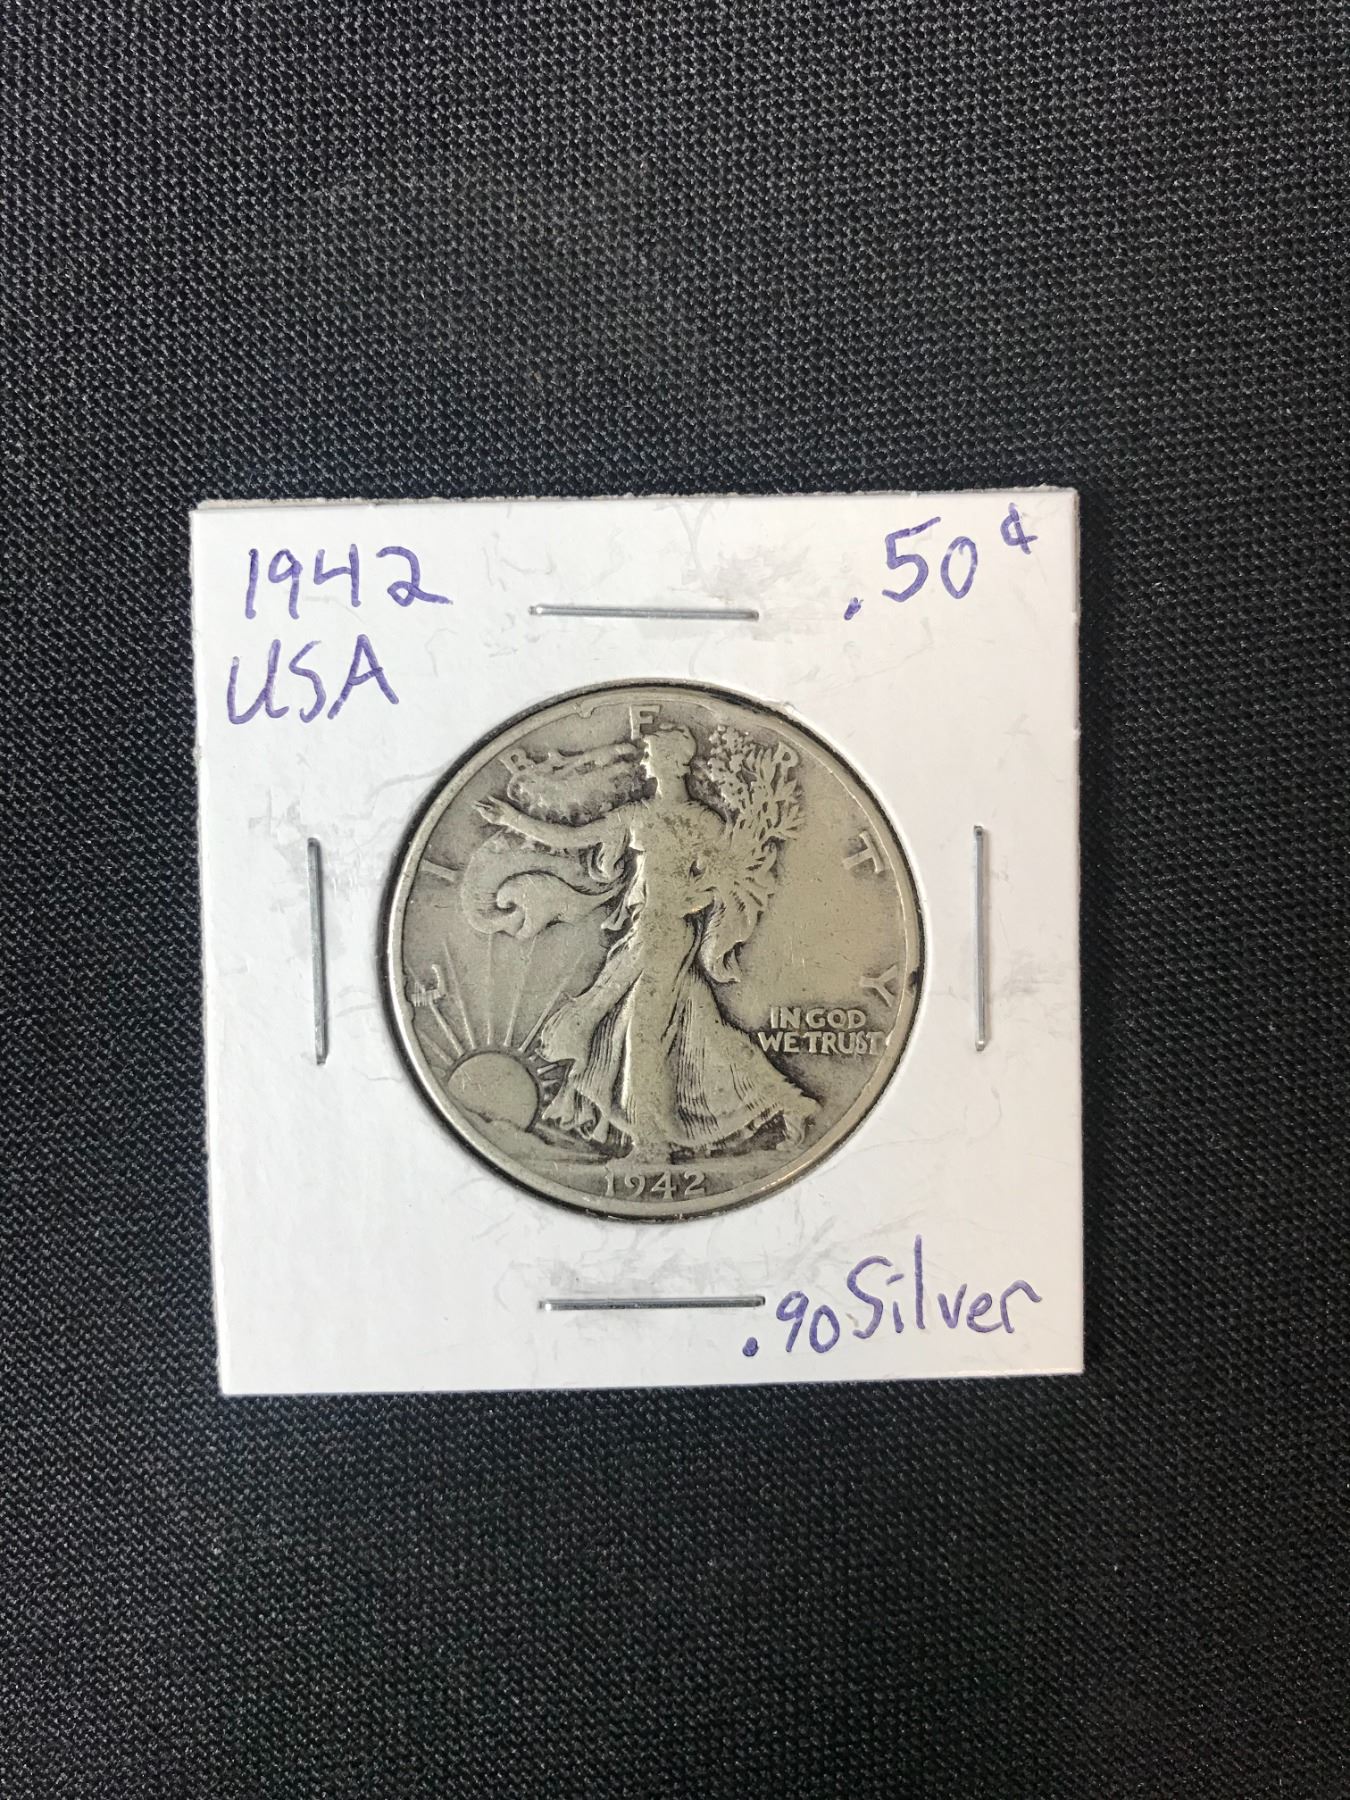 1942
.50¢
USA
LIBERTY
IN GOD
WE TRUST
1942
.90 Silver